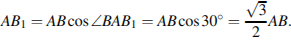 AB₁ = AB cos ∠BAB₁ = AB cos 30° = √3/2 AB.